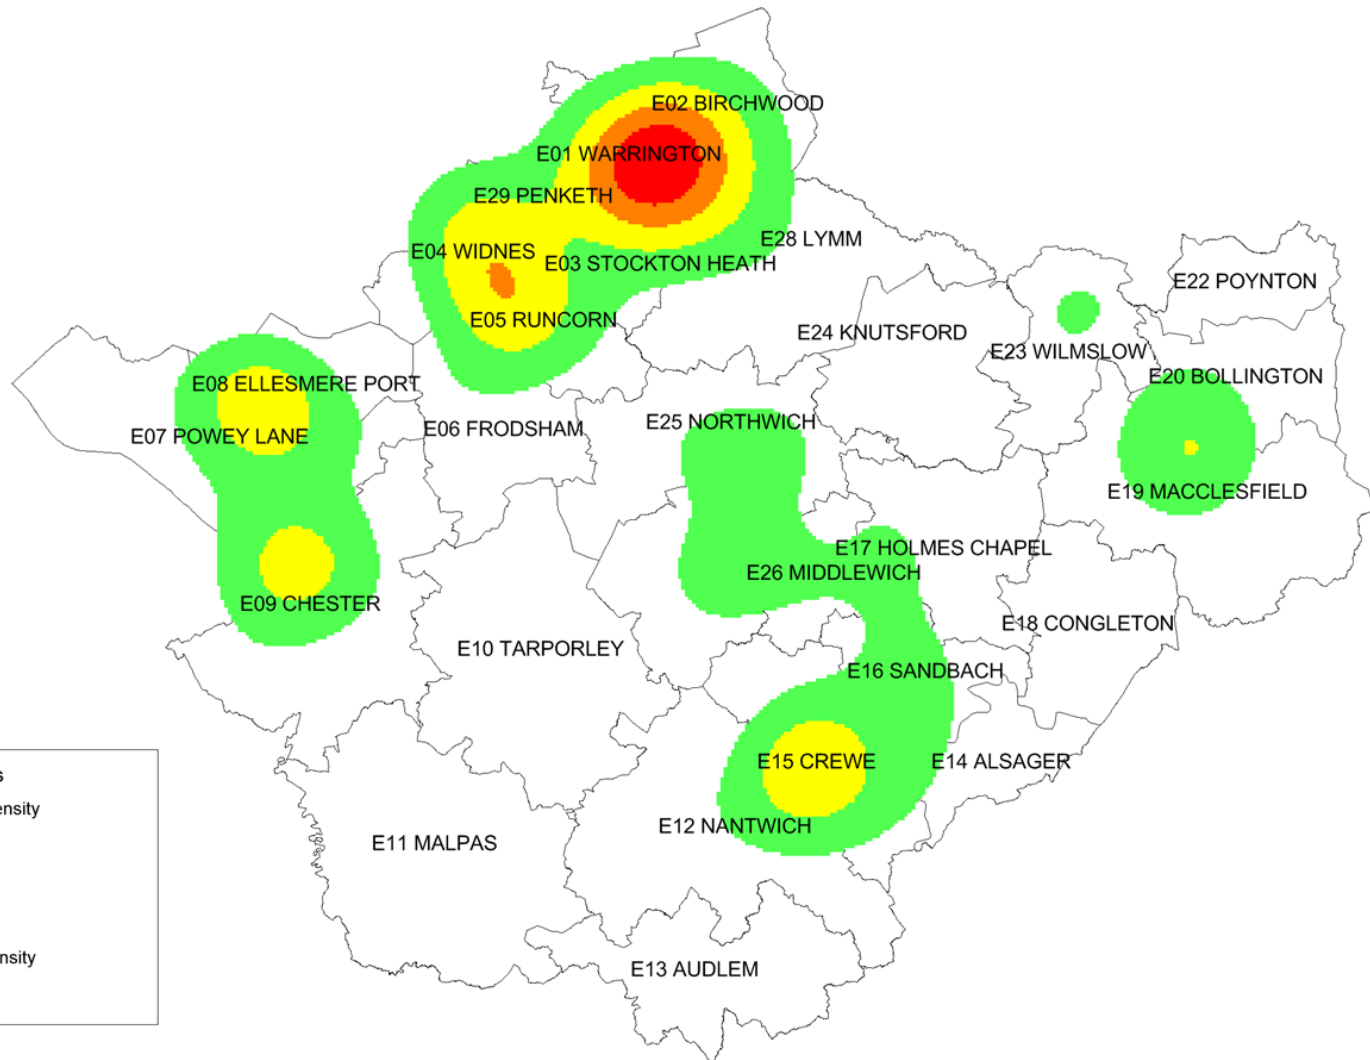 E02 BIRCHWOOD
E01 WARRINGTON
E29 PENKETH
E28 LYMM
E04 WIDNES
E03 STOCKTON HEATH
E22 POYNTON
E05 RUNCORN
E24 KNUTSFORD
E23 WILMSLOW
E20 BOLLINGTON
E08 ELLESMERE PORT
E25 NORTHWICH
E06 FRODSHAM
E07 POWEY LANE
E19 MACCLESFIELD
E17 HOLMES CHAPEL
E26 MIDDLEWICH
E09 CHESTER
E18 CONGLETON
E10 TARPORLEY
E16 SANDBACH
E15 CREWE
E14 ALSAGER
E12 NANTWICH
E11 MALPAS
E13 AUDLEM
s
ensity
nsity